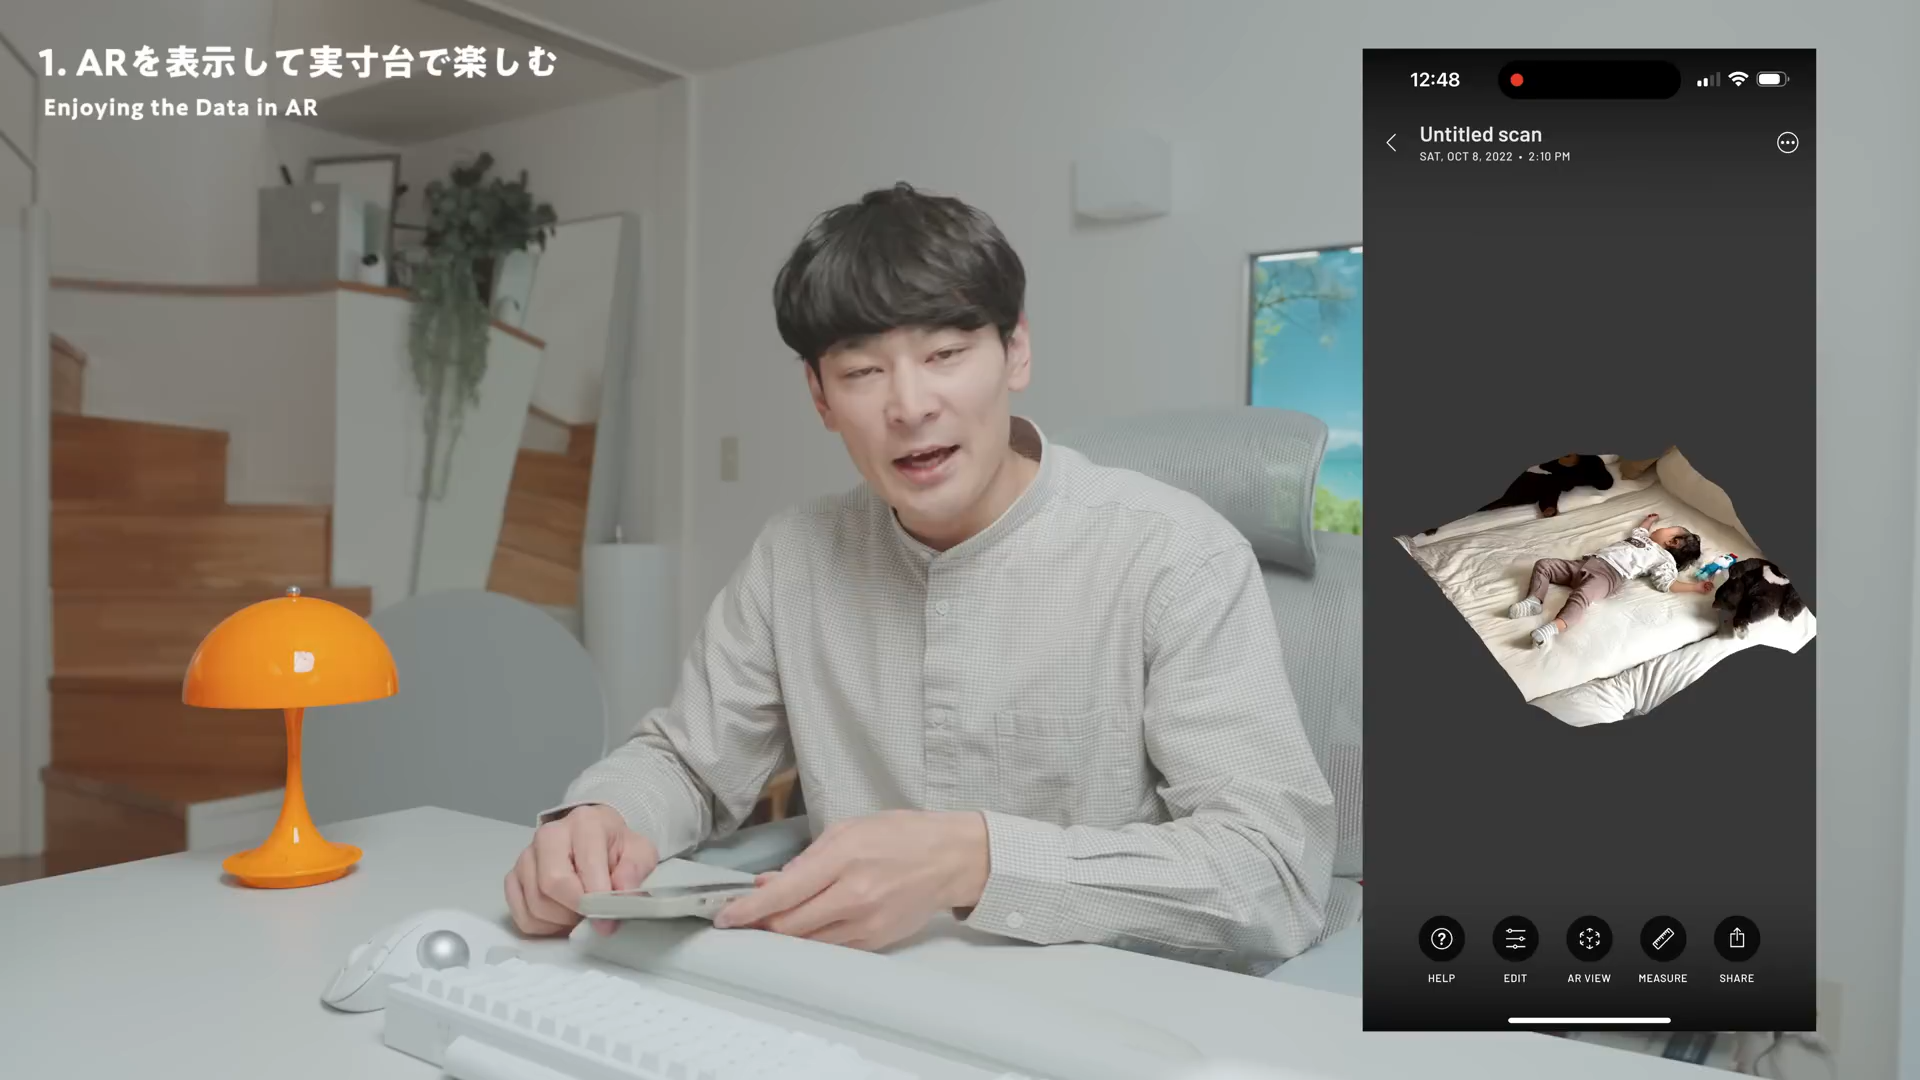 1. ARを表示して実寸台で楽しむ
Enjoying the Data in AR
12:48
Untitled scan
SAT, OCT 8, 2022 • 2:10 PM
HELP
EDIT
AR VIEW
MEASURE
SHARE